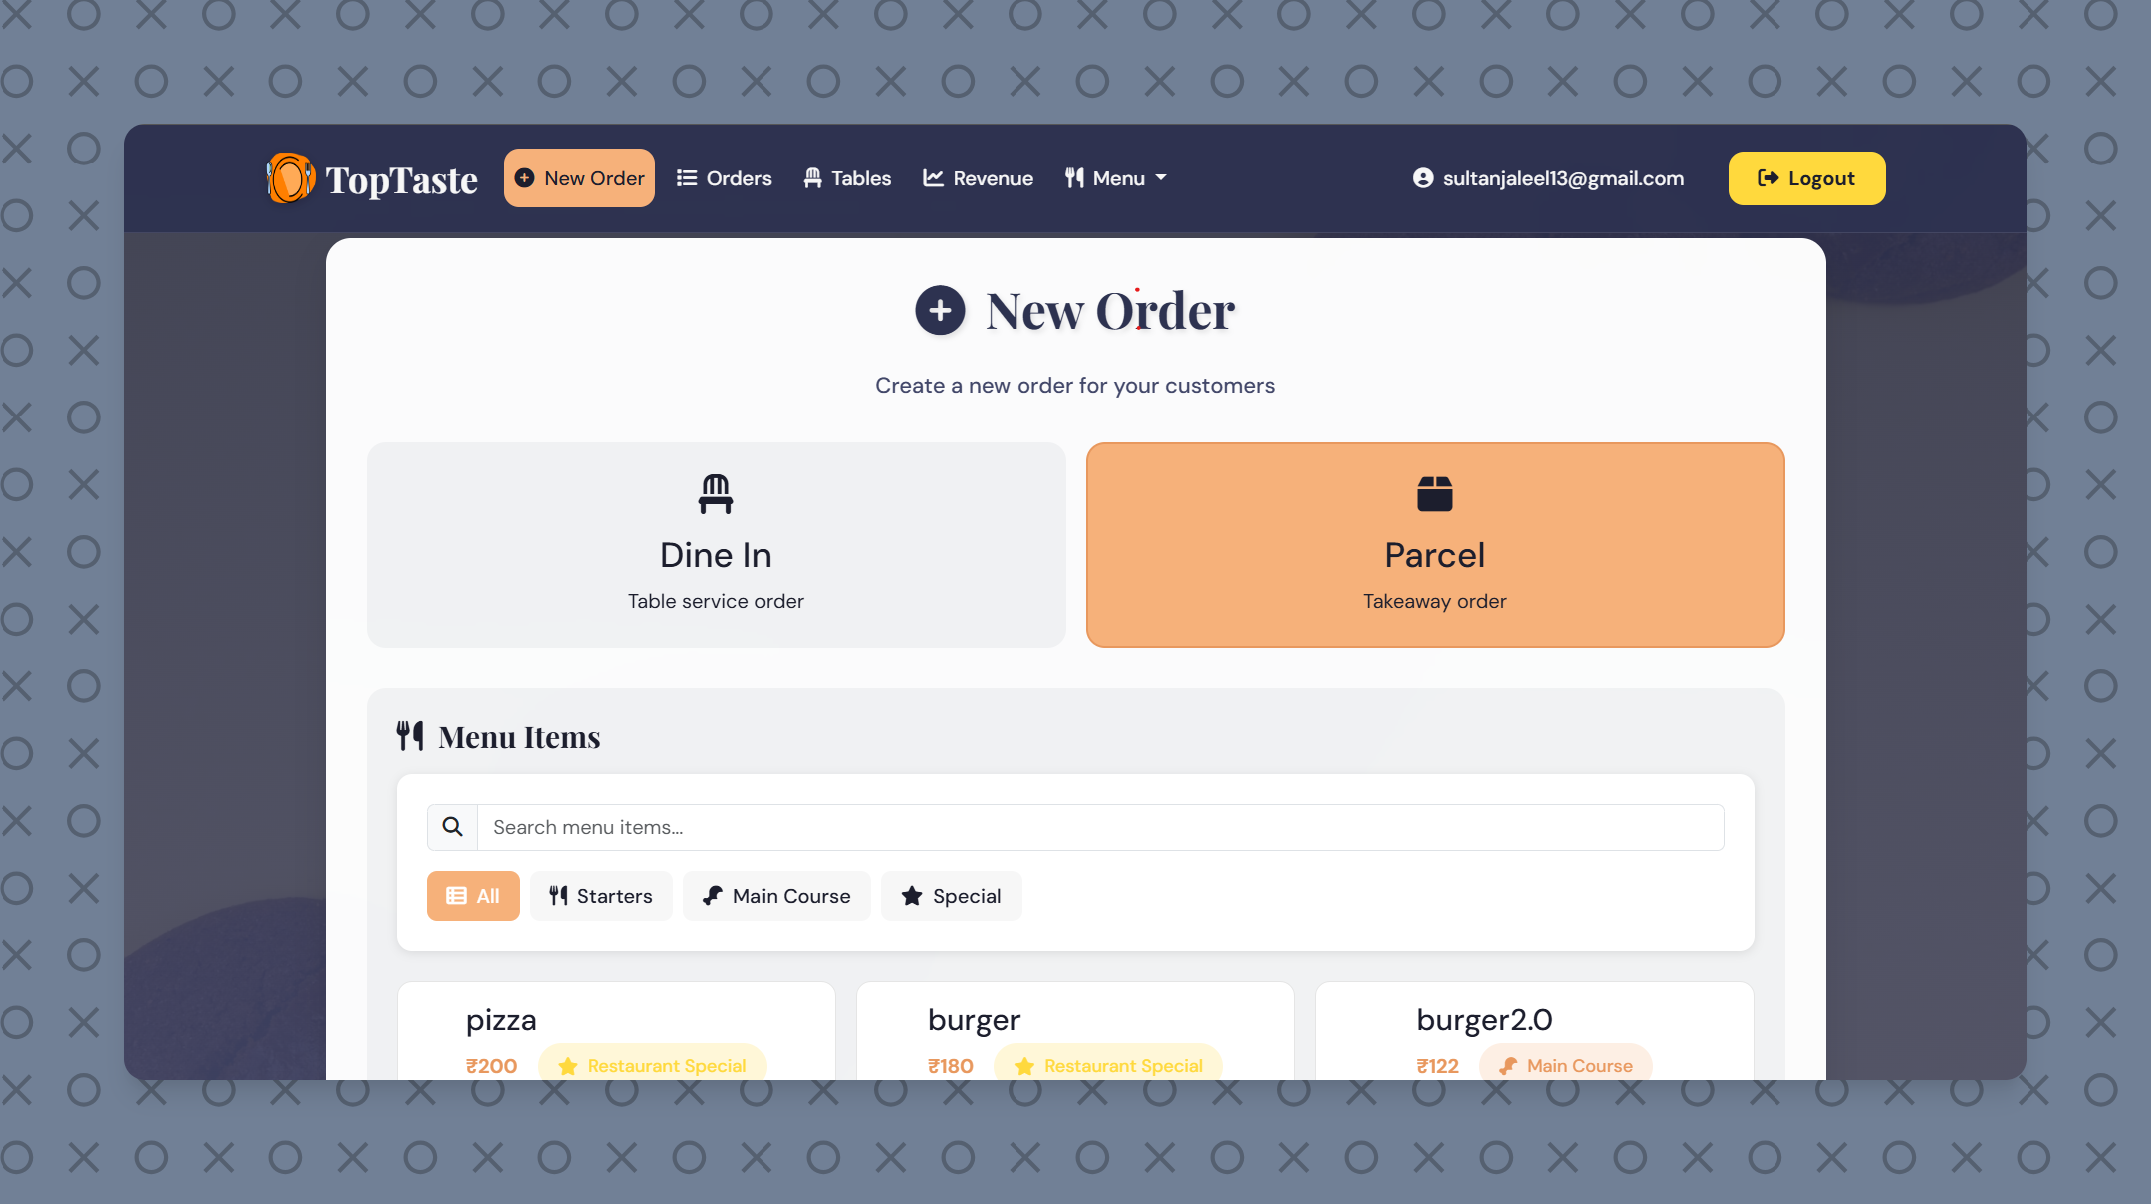 TopTaste New Order Orders Tables Revenue Menu sultanjaleel13@gmail.com Logout
New Order
Create a new order for your customers
Dine In
Table service order
Parcel
Takeaway order
Menu Items
Search menu items...
All Starters Main Course Special
pizza
₹200 Restaurant Special
burger
₹180 Restaurant Special
burger2.0
₹122 Main Course